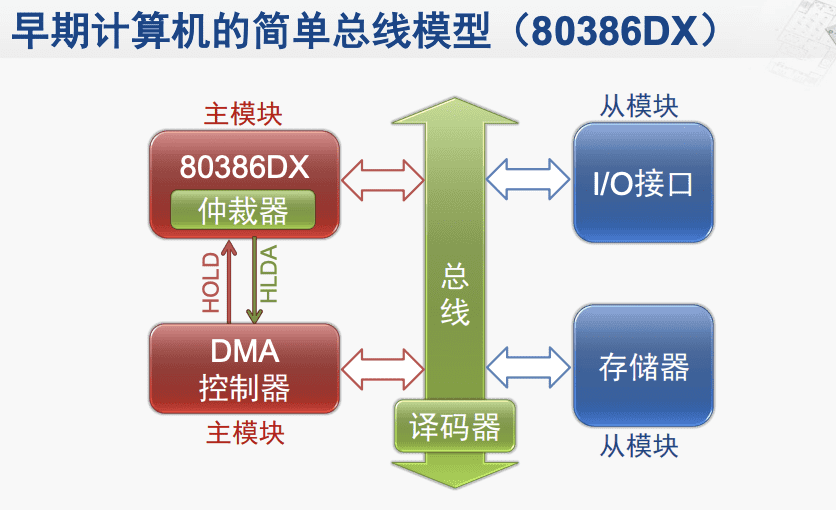 早期计算机的简单总线模型（80386DX）
主模块
80386DX
仲裁器
HOLD
HLDA
DMA
控制器
主模块
总
线
译码器
从模块
I/O接口
存储器
从模块